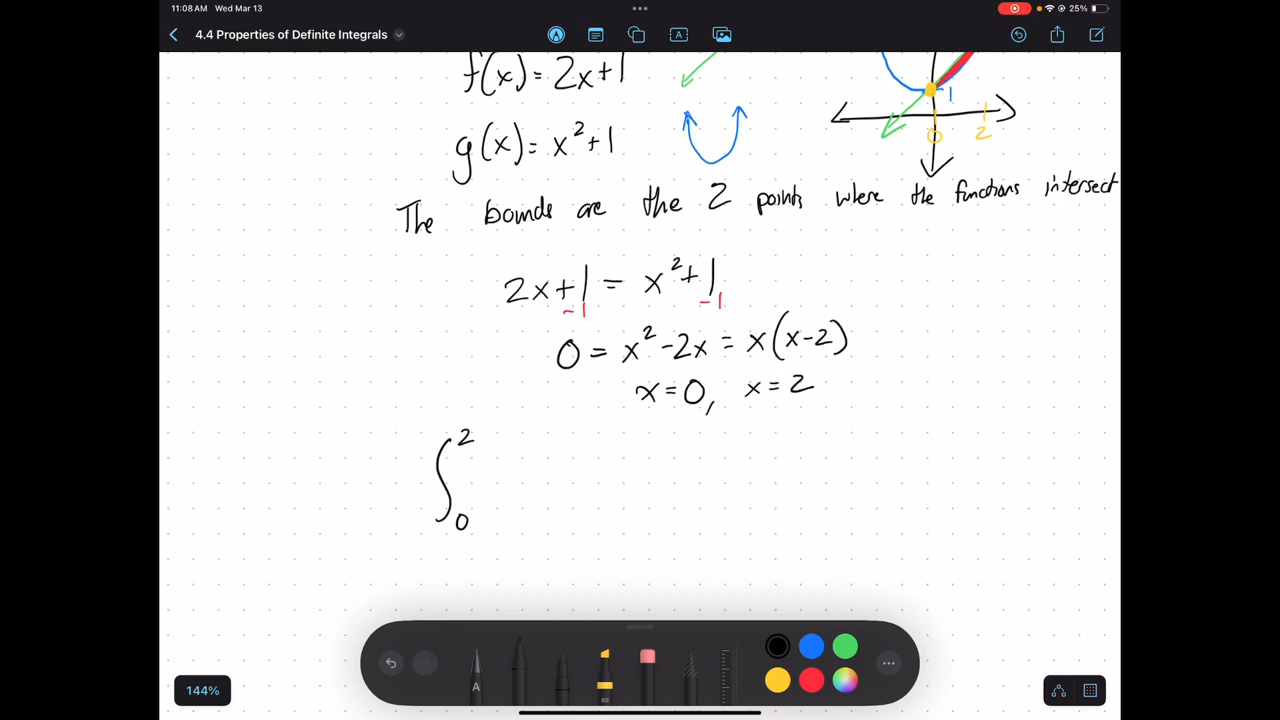 11:08 AM Wed Mar 13
25%
4.4 Properties of Definite Integrals
f(x) = 2x+1
g(x) = x²+1
1
0 2
The bounds are the 2 points where the functions intersect
2x+1 = x²+1
-1 -1
0 = x²-2x = x(x-2)
x=0, x=2
∫₀²
A
80
144%